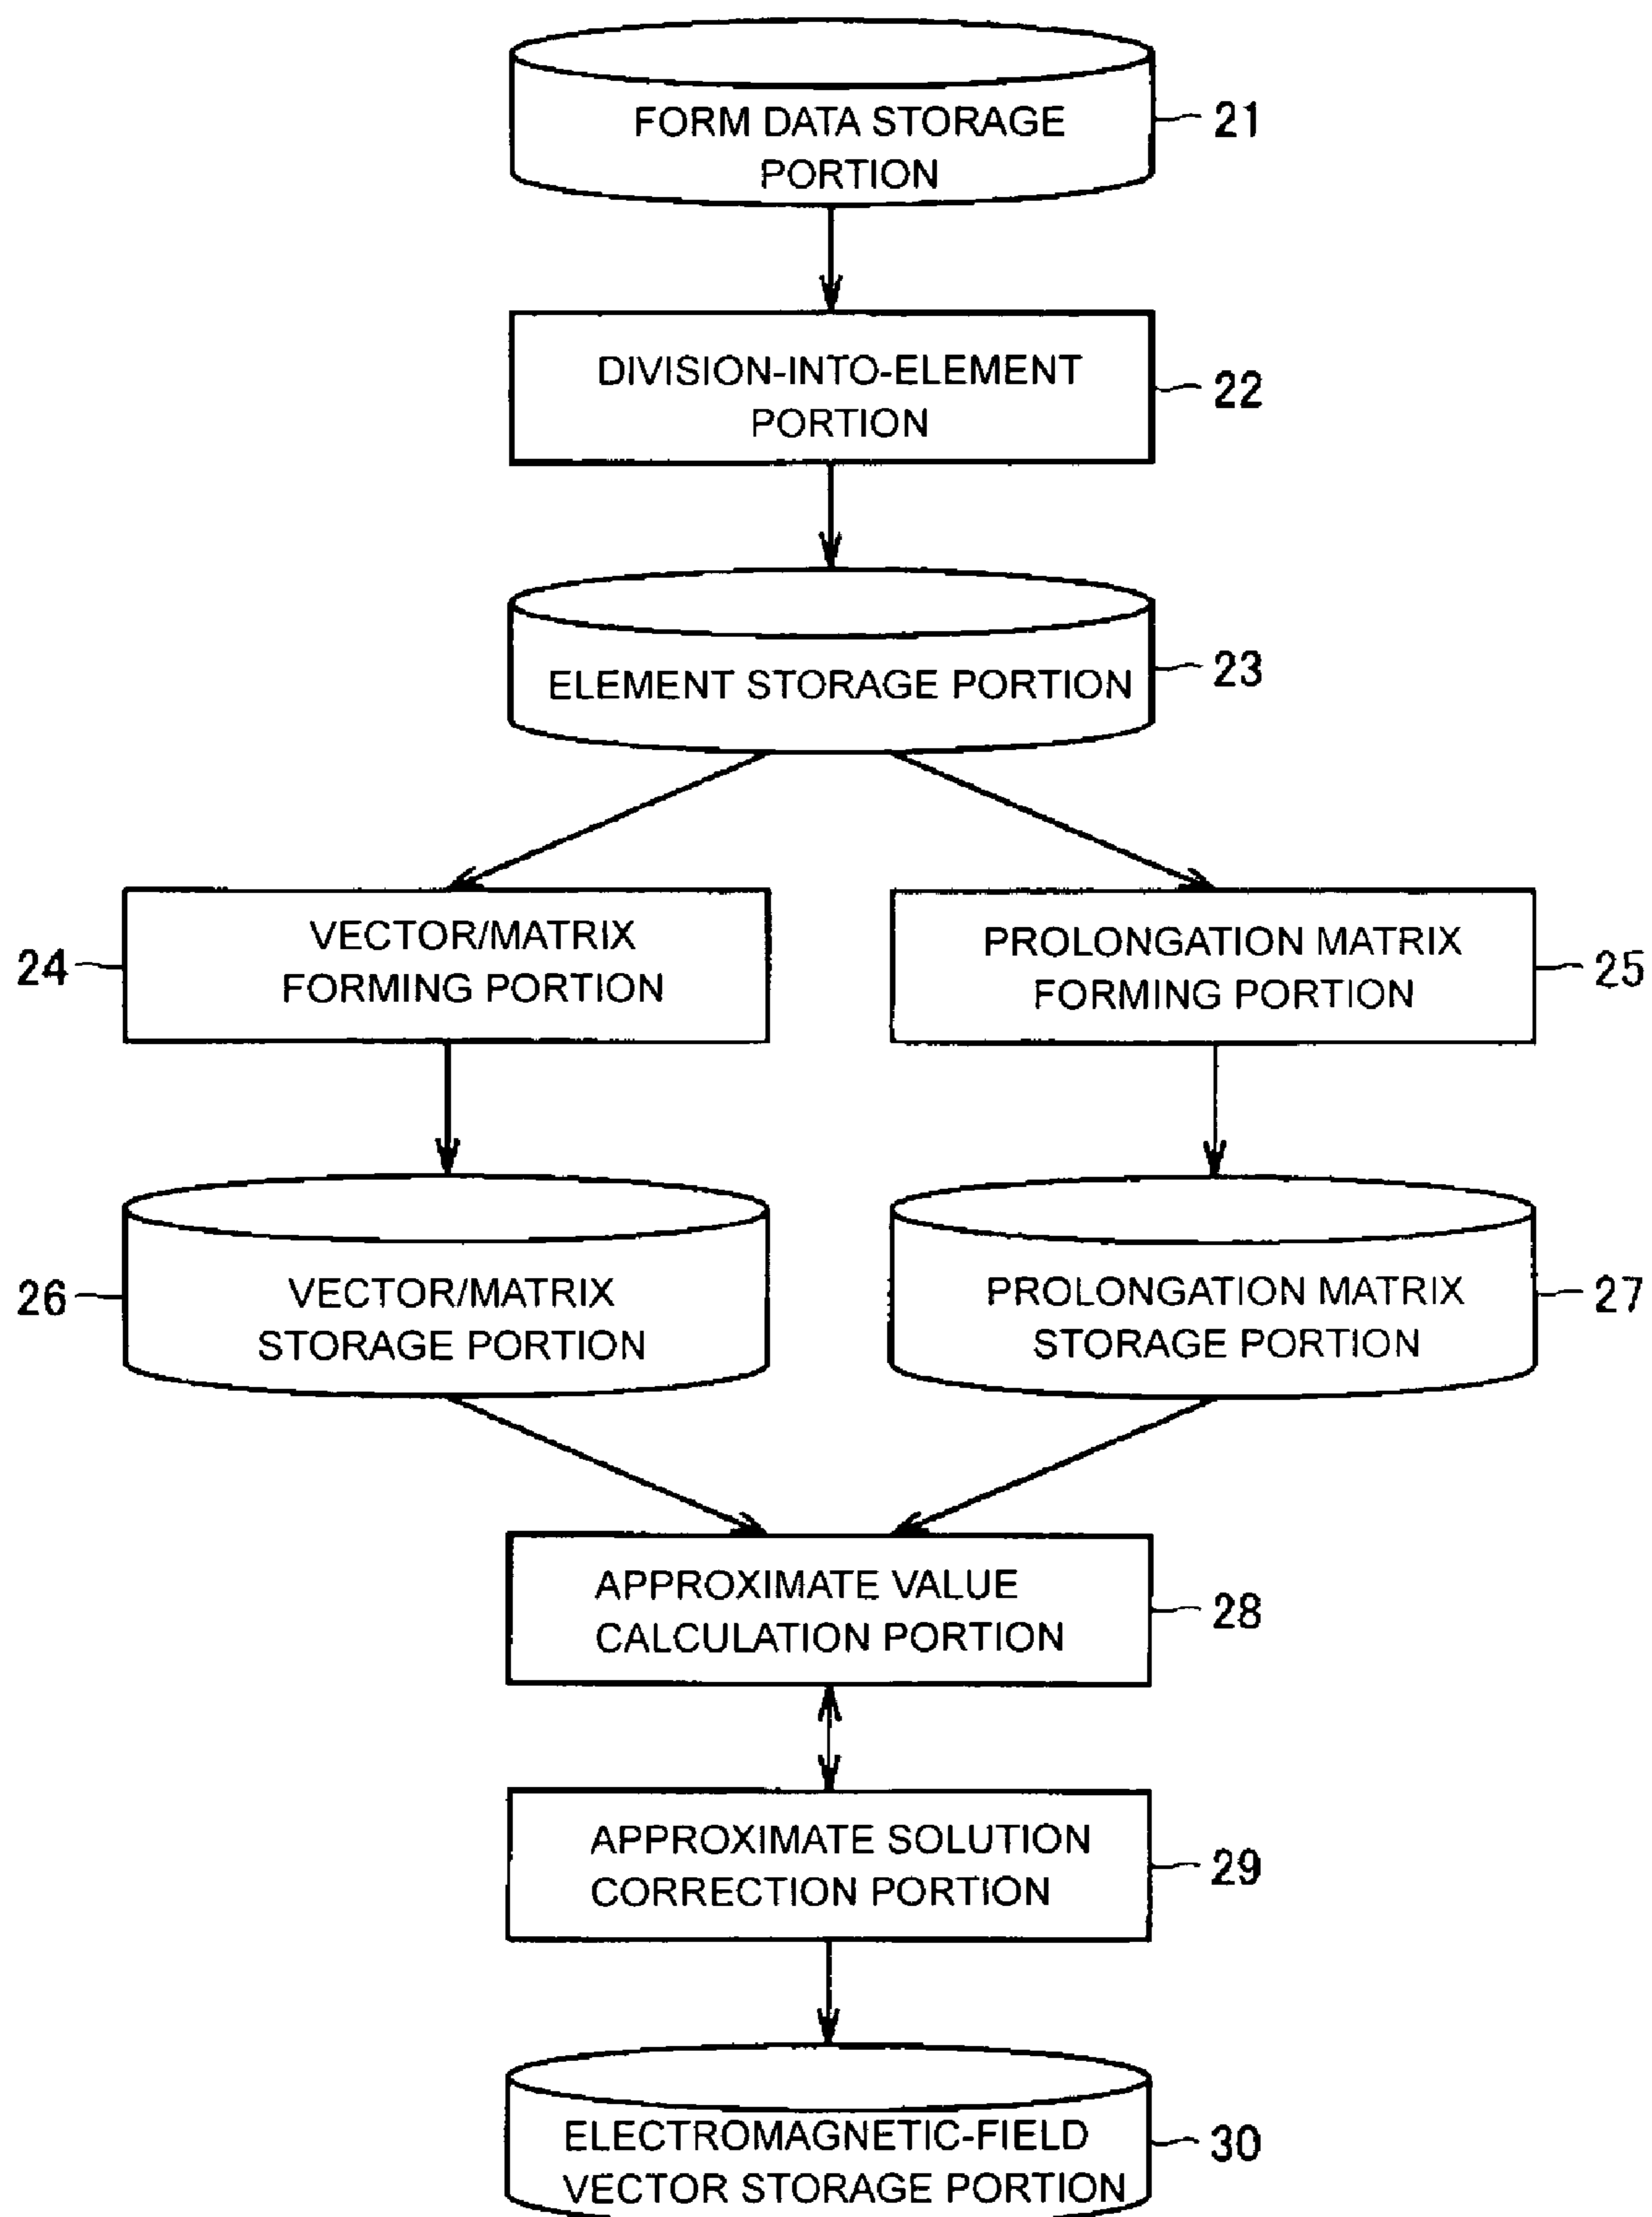 FORM DATA STORAGE
PORTION
21
DIVISION-INTO-ELEMENT
PORTION
22
ELEMENT STORAGE PORTION
23
24
VECTOR/MATRIX
FORMING PORTION
PROLONGATION MATRIX
FORMING PORTION
25
26
VECTOR/MATRIX
STORAGE PORTION
PROLONGATION MATRIX
STORAGE PORTION
27
APPROXIMATE VALUE
CALCULATION PORTION
28
APPROXIMATE SOLUTION
CORRECTION PORTION
29
ELECTROMAGNETIC-FIELD
VECTOR STORAGE PORTION
30